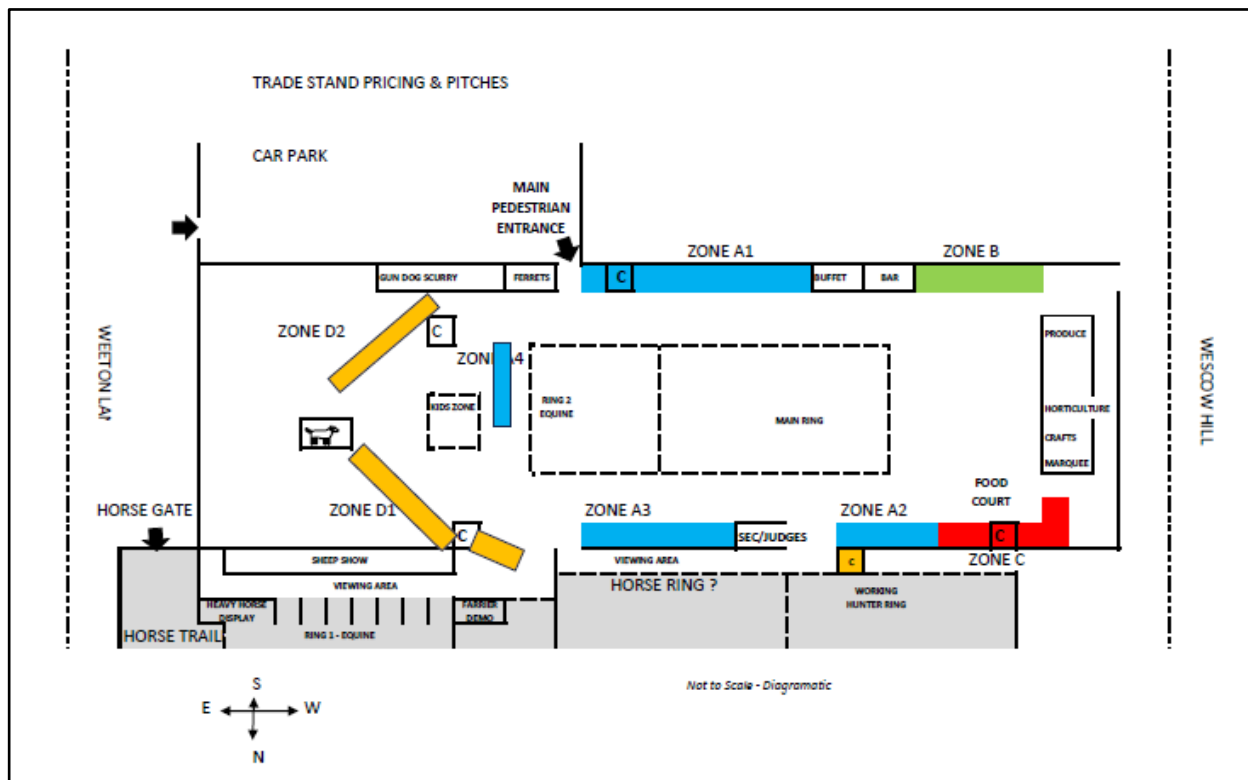 TRADE STAND PRICING & PITCHES
CAR PARK
MAIN
PEDESTRIAN
ENTRANCE
ZONE A1
ZONE B
GUN DOG SCURRY
FERRETS
C
BUFFET
BAR
ZONE D2
C
ZONE A4
PRODUCE
WEETON LAN
WESCOW HILL
KIDS ZONE
RING 2
EQUINE
MAIN RING
HORTICULTURE
CRAFTS
MARQUEE
FOOD
COURT
HORSE GATE
ZONE D1
ZONE A3
ZONE A2
C
SEC/JUDGES
C
SHEEP SHOW
VIEWING AREA
C
ZONE C
VIEWING AREA
HORSE RING ?
WORKING
HUNTER RING
HEAVY HORSE
DISPLAY
FARRIER
DEMO
HORSE TRAIL
RING 1 - EQUINE
Not to Scale - Diagramatic
S
E
W
N